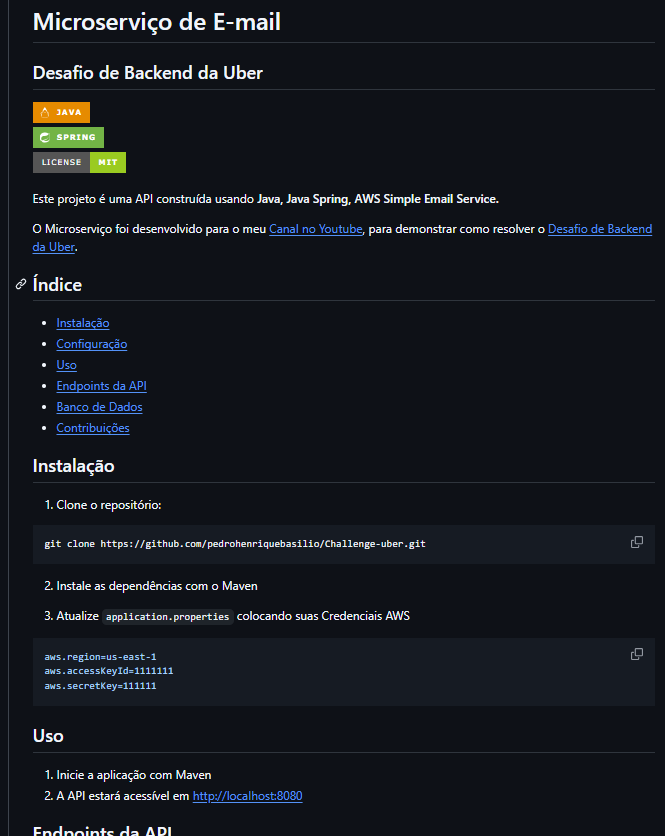 Microserviço de E-mail
Desafio de Backend da Uber
JAVA
SPRING
LICENSE MIT
Este projeto é uma API construída usando Java, Java Spring, AWS Simple Email Service.
O Microserviço foi desenvolvido para o meu Canal no Youtube, para demonstrar como resolver o Desafio de Backend
da Uber.
Índice
Instalação
Configuração
Uso
Endpoints da API
Banco de Dados
Contribuições
Instalação
1. Clone o repositório:
git clone https://github.com/pedrohenriquebasilio/Challenge-uber.git
2. Instale as dependências com o Maven
3. Atualize application.properties colocando suas Credenciais AWS
aws.region=us-east-1
aws.accessKeyId=1111111
aws.secretKey=111111
Uso
1. Inicie a aplicação com Maven
2. A API estará acessível em http://localhost:8080
Endpoints da API